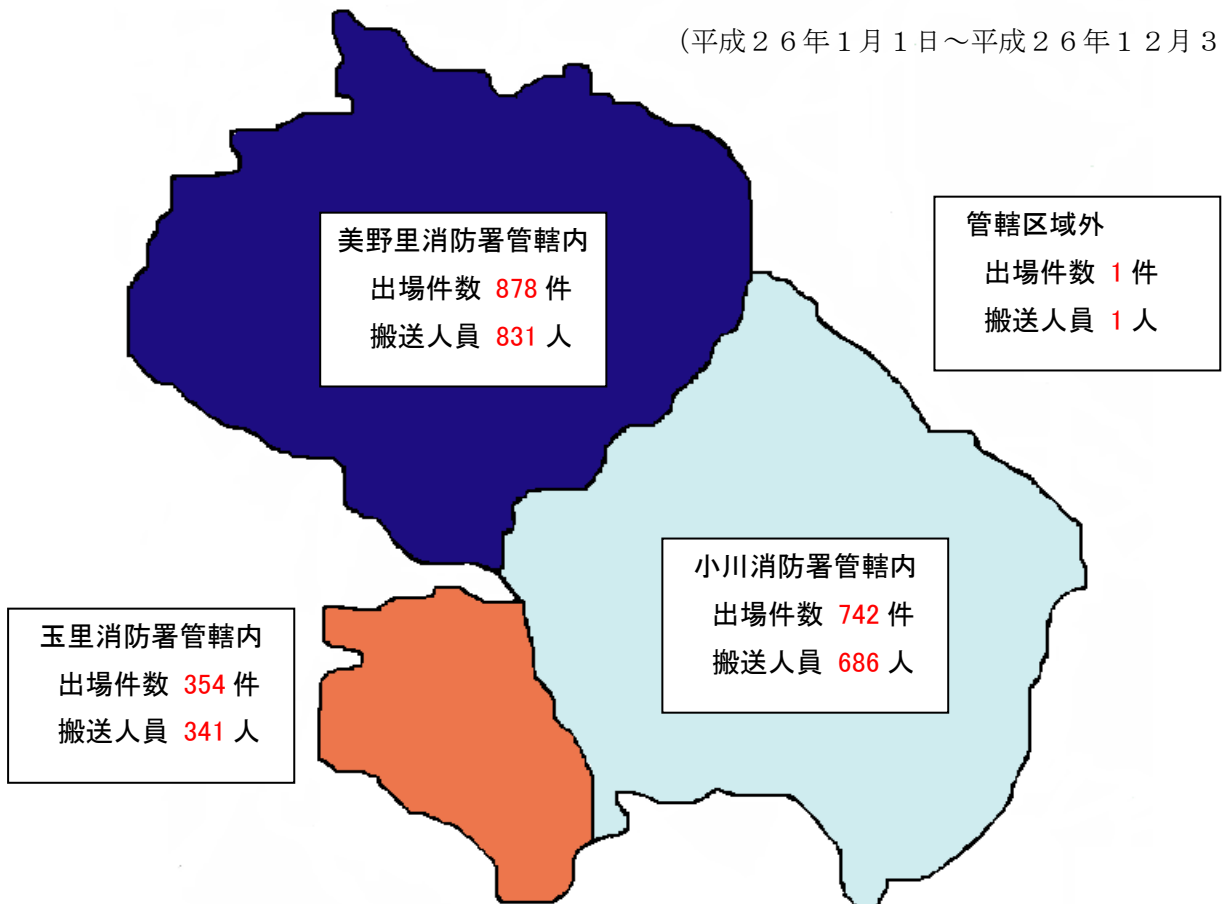 (平成２６年１月１日～平成２６年１２月３
美野里消防署管轄内
出場件数 878 件
搬送人員 831 人
管轄区域外
出場件数 1 件
搬送人員 1 人
小川消防署管轄内
出場件数 742 件
搬送人員 686 人
玉里消防署管轄内
出場件数 354 件
搬送人員 341 人